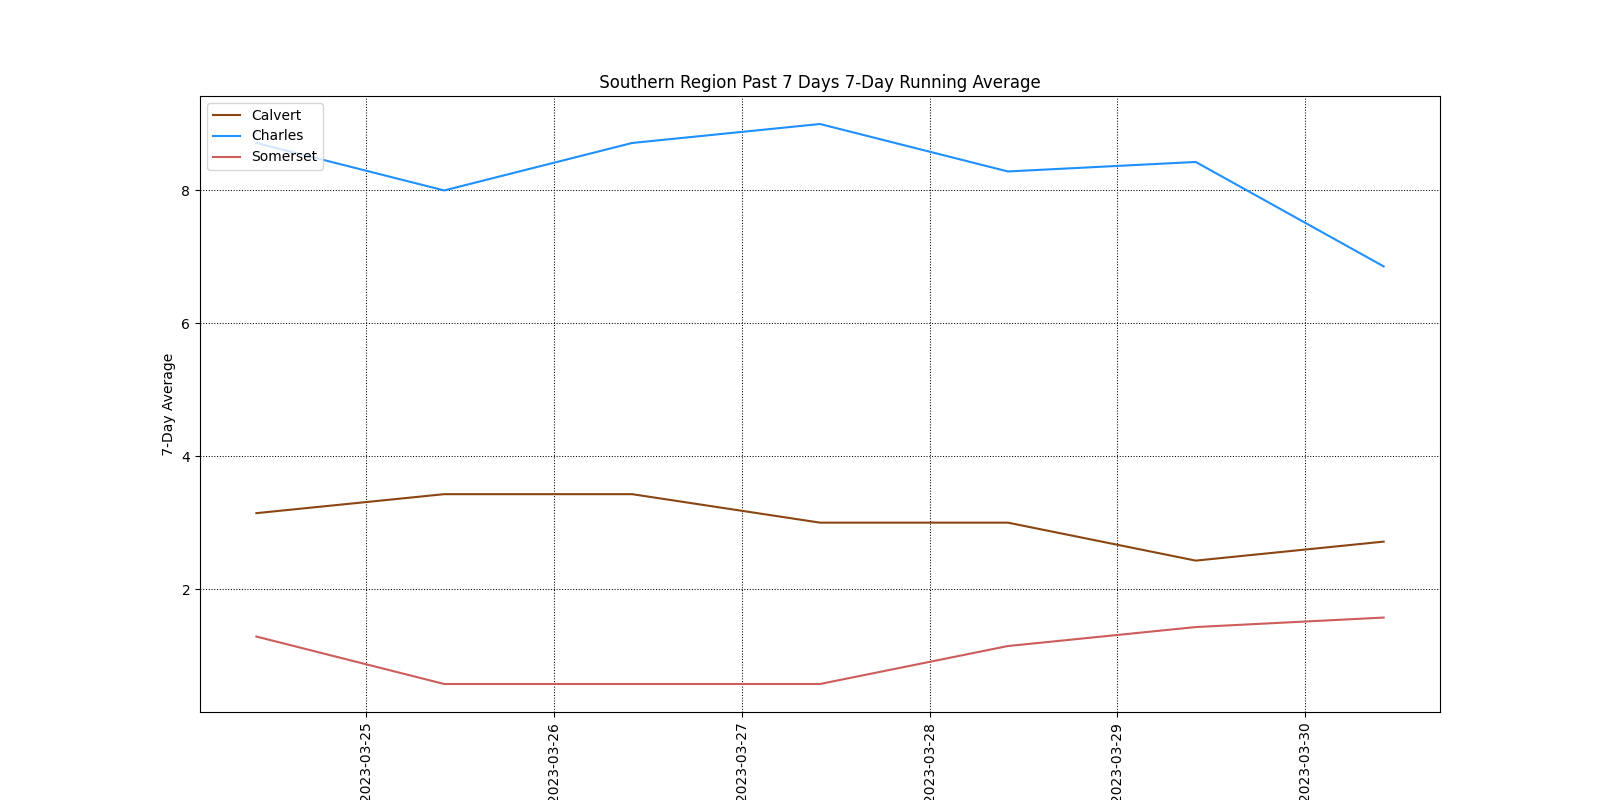 Southern Region Past 7 Days 7-Day Running Average
Calvert
Charles
Somerset
8
6
4
2
7-Day Average
2023-03-25
2023-03-26
2023-03-27
2023-03-28
2023-03-29
2023-03-30